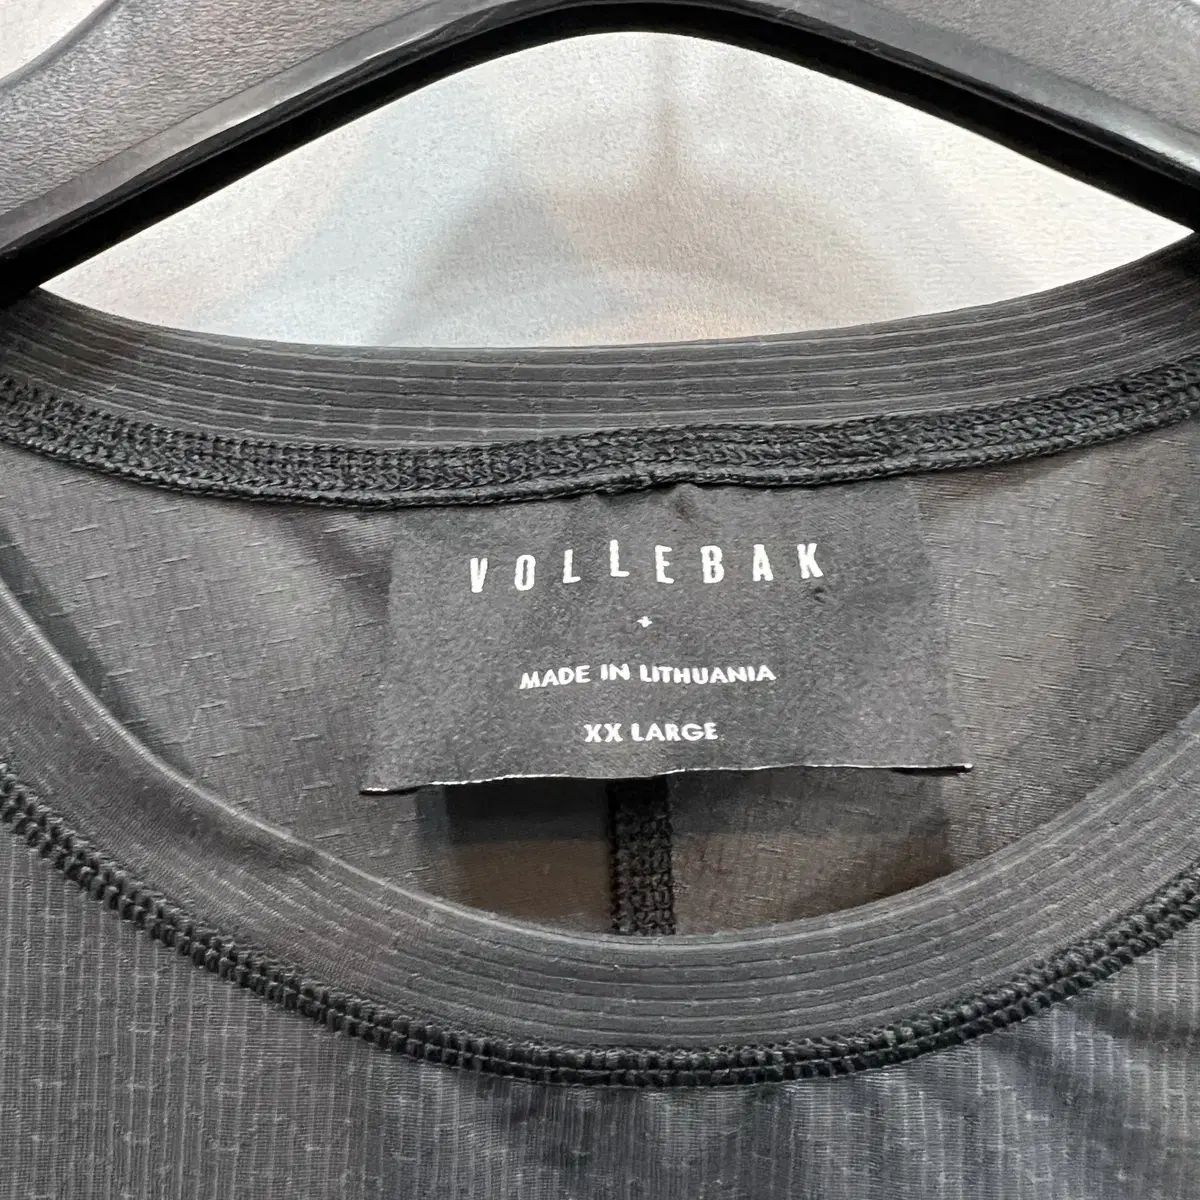 VOLLEBAK
+
MADE IN LITHUANIA
XX LARGE